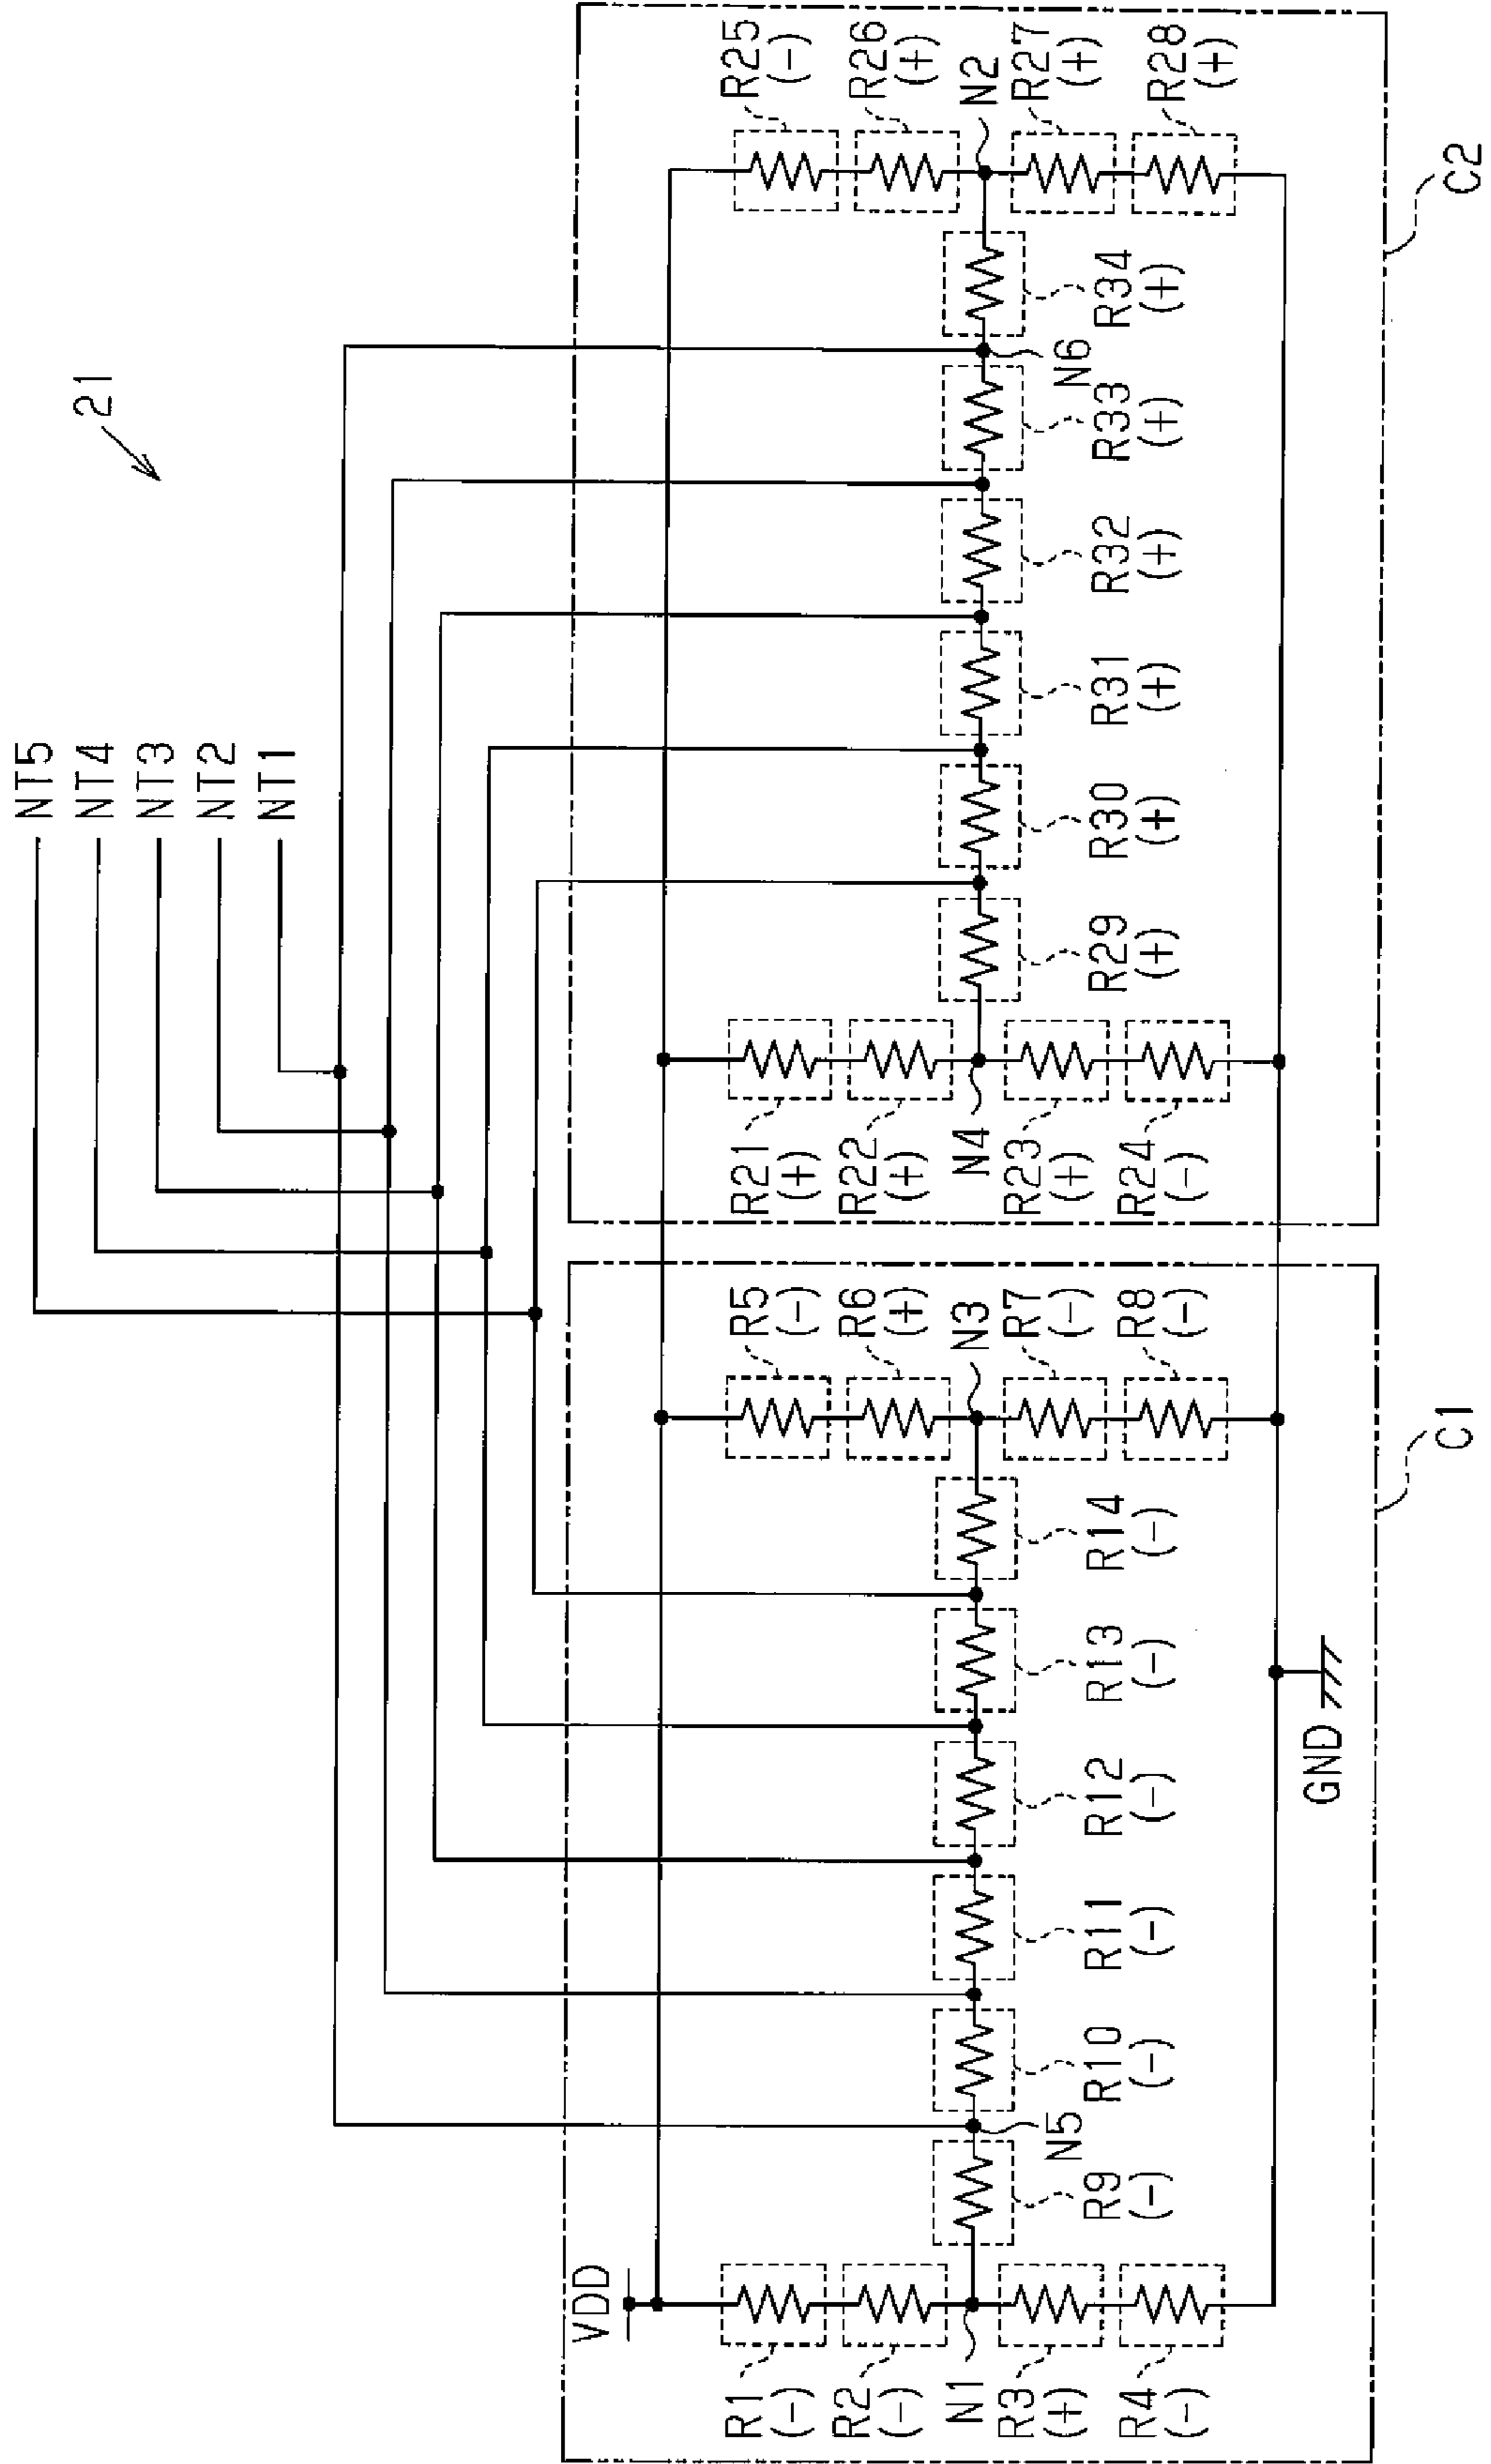 21
NT5
NT4
NT3
NT2
NT1
VDD
R1
(-)
R2
(-)
N1
R3
(+)
R4
(-)
R5
(-)
R6
(+)
N3
R7
(-)
R8
(-)
R9
(-)
N5
R10
(-)
R11
(-)
R12
(-)
R13
(-)
R14
(-)
GND
C1
R21
(+)
R22
(+)
N4
R23
(+)
R24
(-)
R25
(-)
R26
(+)
N2
R27
(+)
R28
(+)
R29
(+)
R30
(+)
R31
(+)
R32
(+)
R33
(+)
N6
R34
(+)
C2